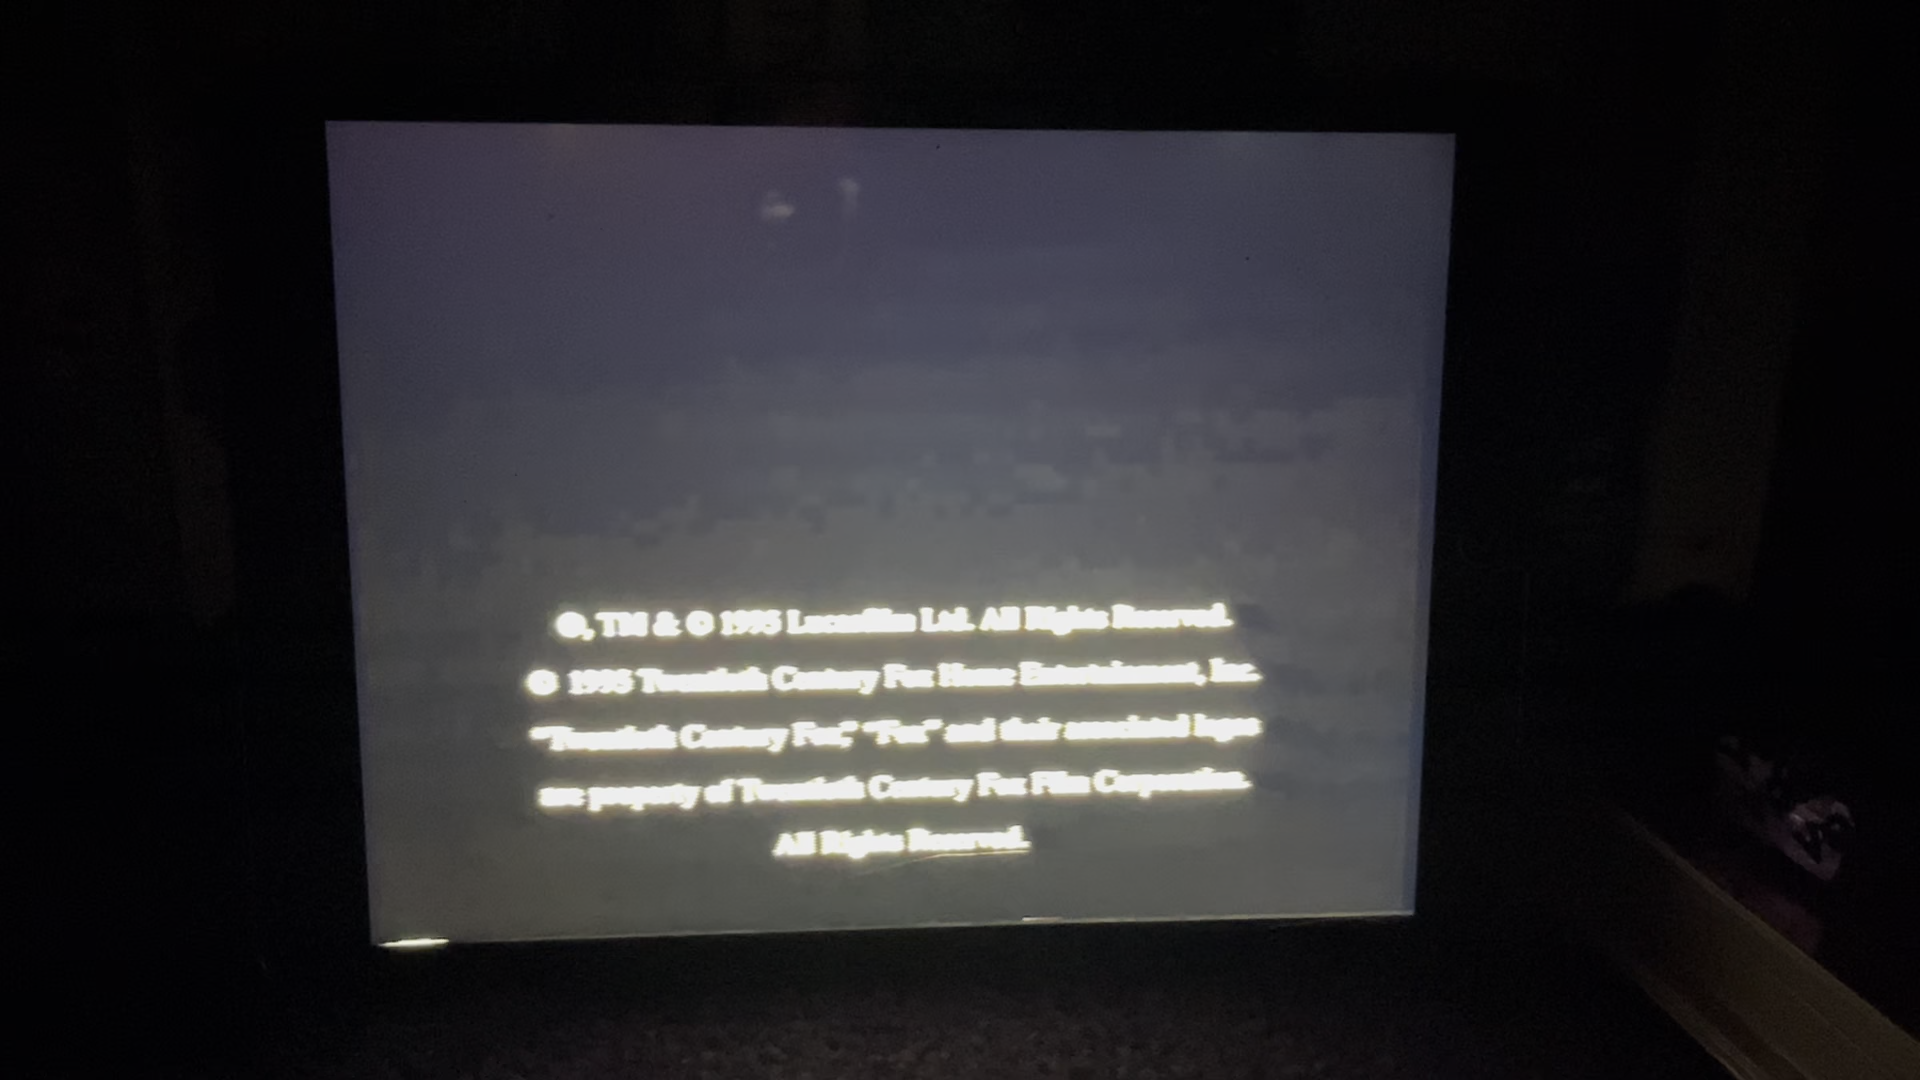 ®, TM & © 1995 Lucasfilm Ltd. All Rights Reserved.
© 1995 Twentieth Century Fox Home Entertainment, Inc.
"Twentieth Century Fox," "Fox" and their associated logos
are property of Twentieth Century Fox Film Corporation.
All Rights Reserved.